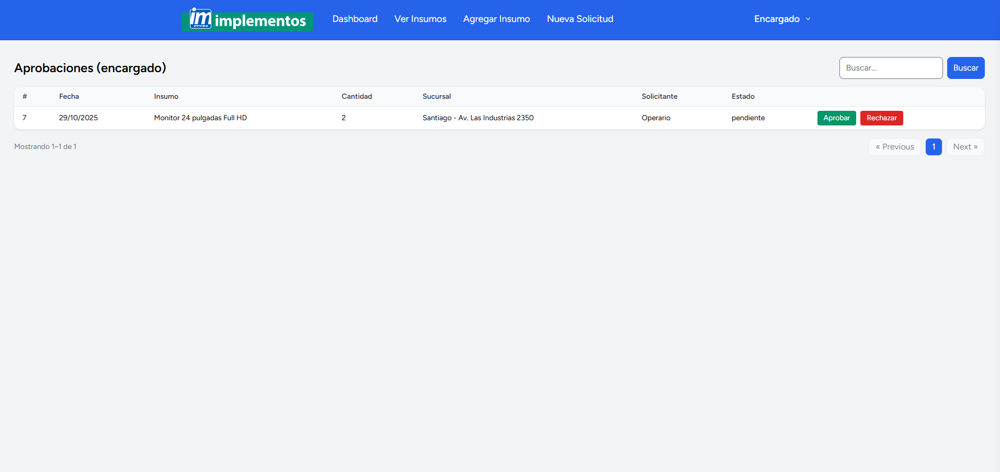 im EPYSA implementos Dashboard Ver Insumos Agregar Insumo Nueva Solicitud Encargado
Aprobaciones (encargado) Buscar... Buscar
# Fecha Insumo Cantidad Sucursal Solicitante Estado
7 29/10/2025 Monitor 24 pulgadas Full HD 2 Santiago - Av. Las Industrias 2350 Operario pendiente Aprobar Rechazar
Mostrando 1–1 de 1 « Previous 1 Next »